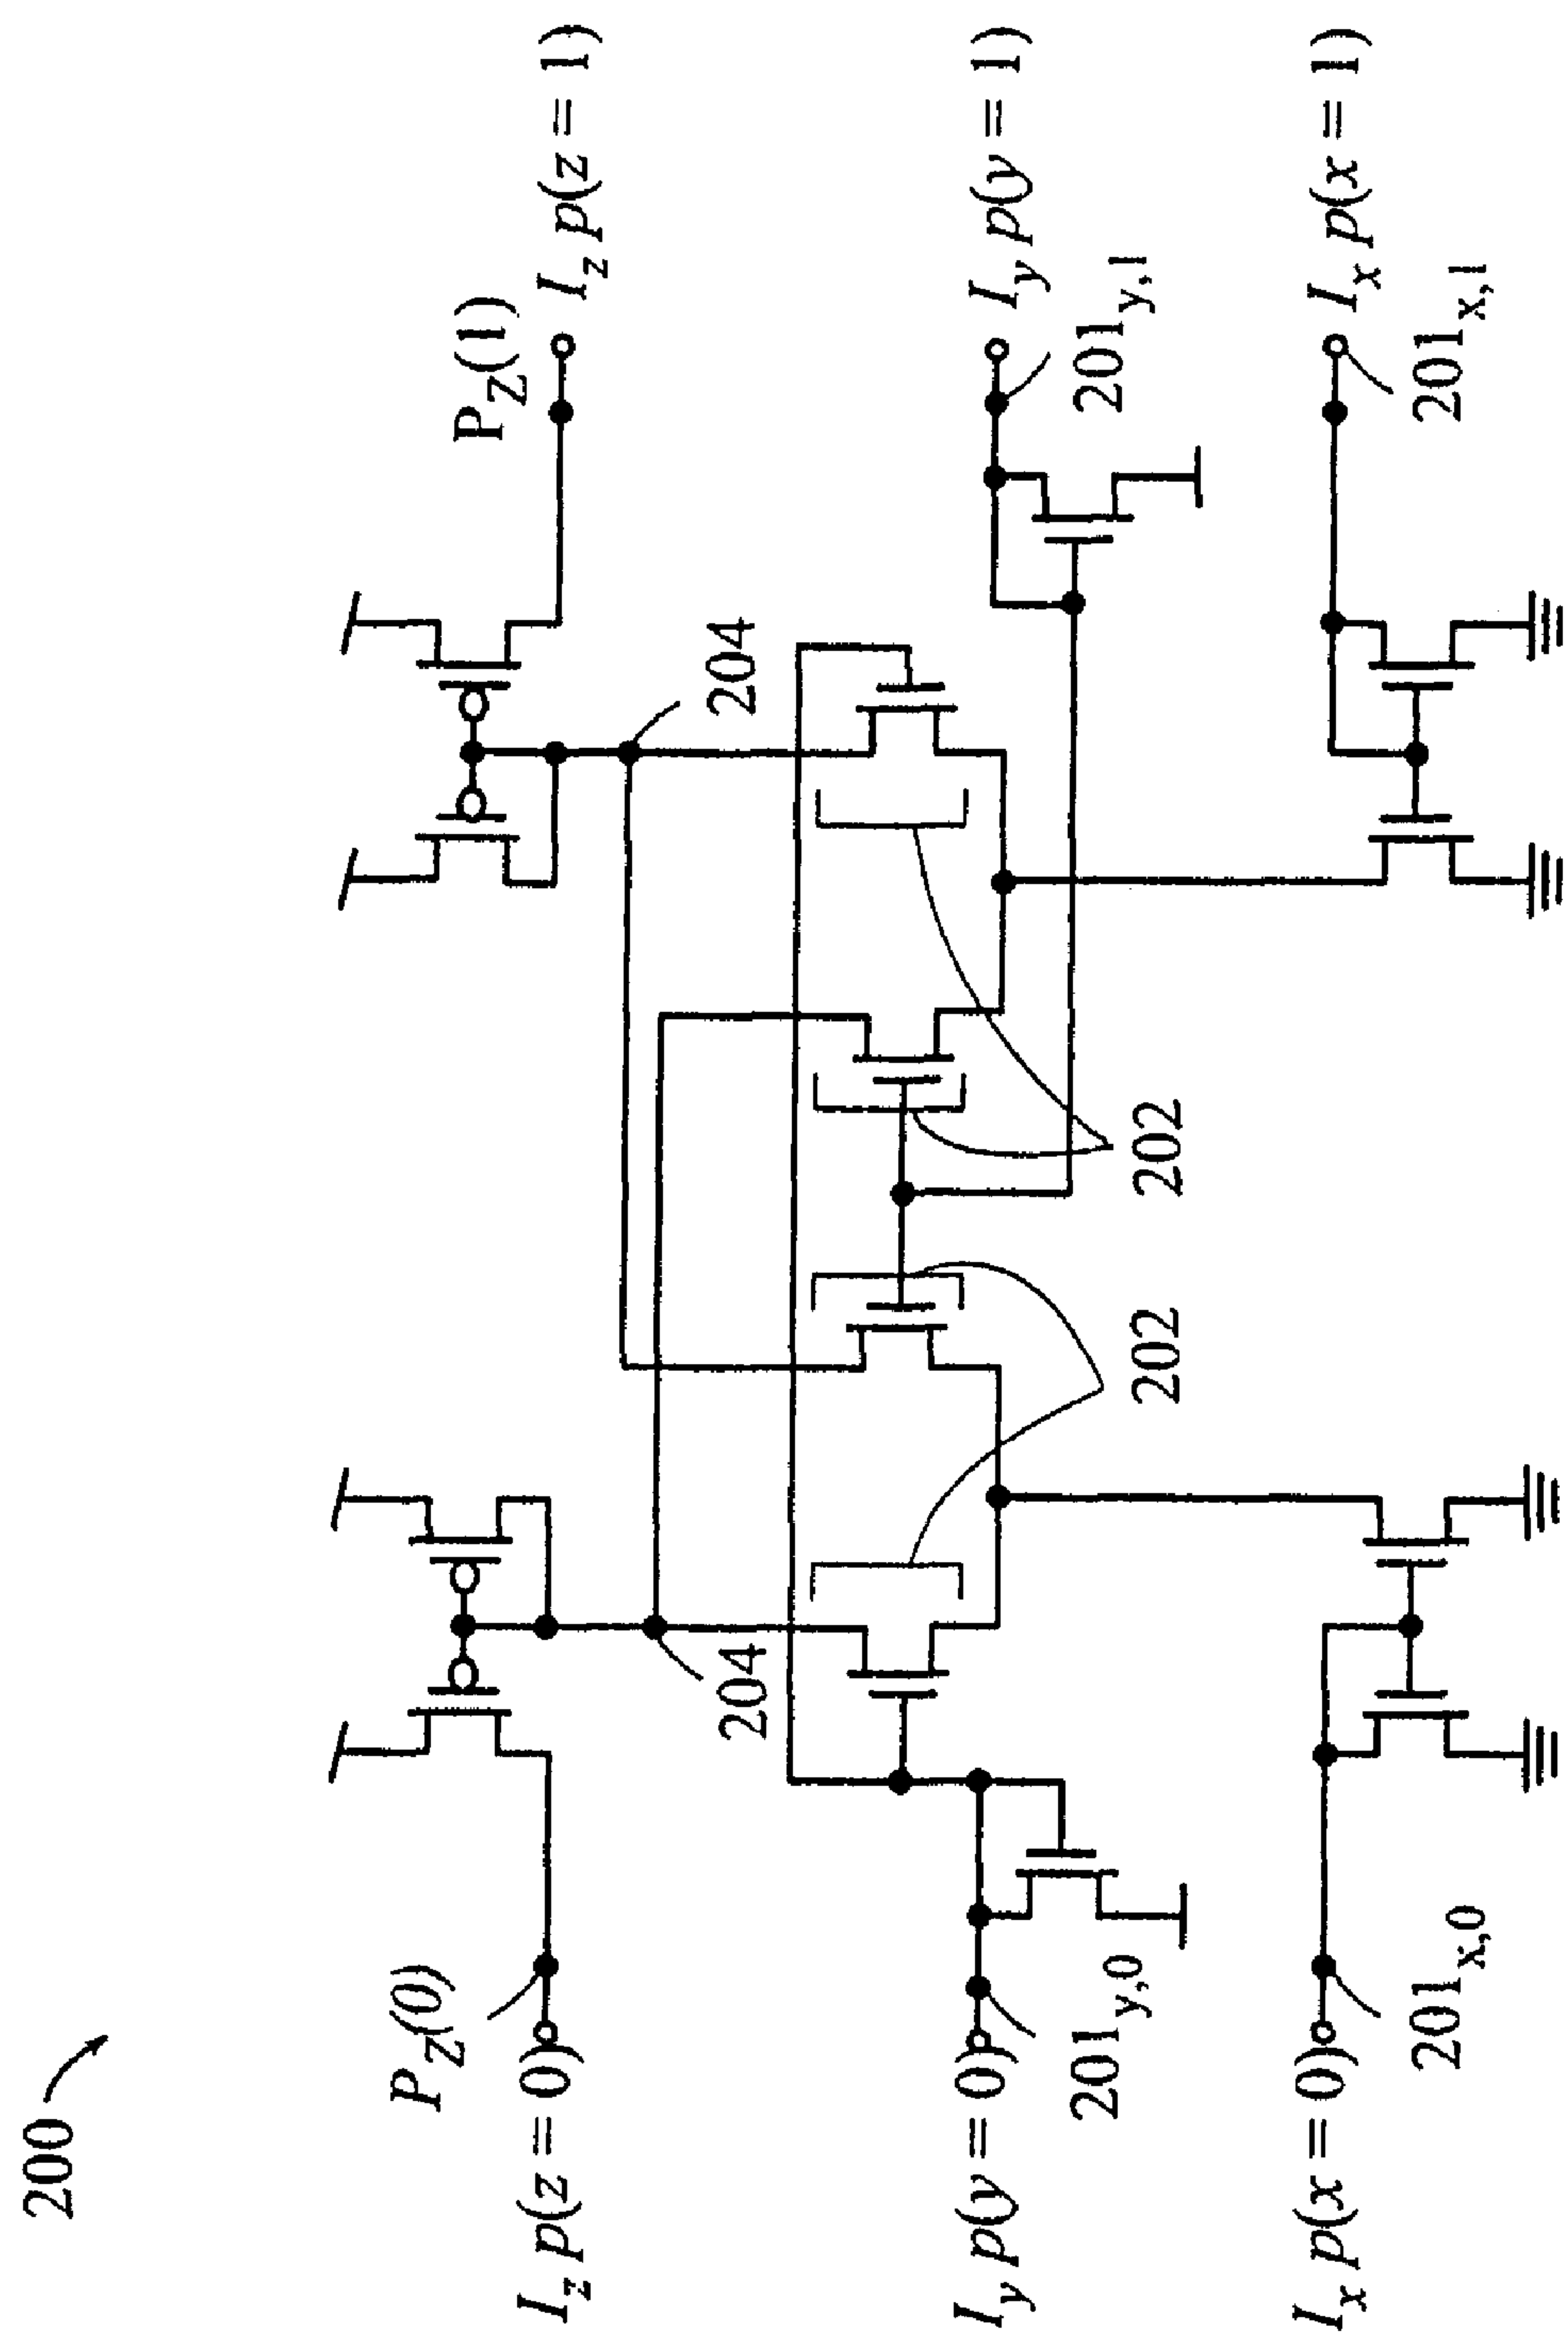 200
P_Z(0)
P_Z(1)
I_z p(z = 0)
I_z p(z = 1)
204
204
I_y p(y = 0)
I_y p(y = 1)
201_y,0
202
202
201_y,1
I_x p(x = 0)
I_x p(x = 1)
201_x,0
201_x,1